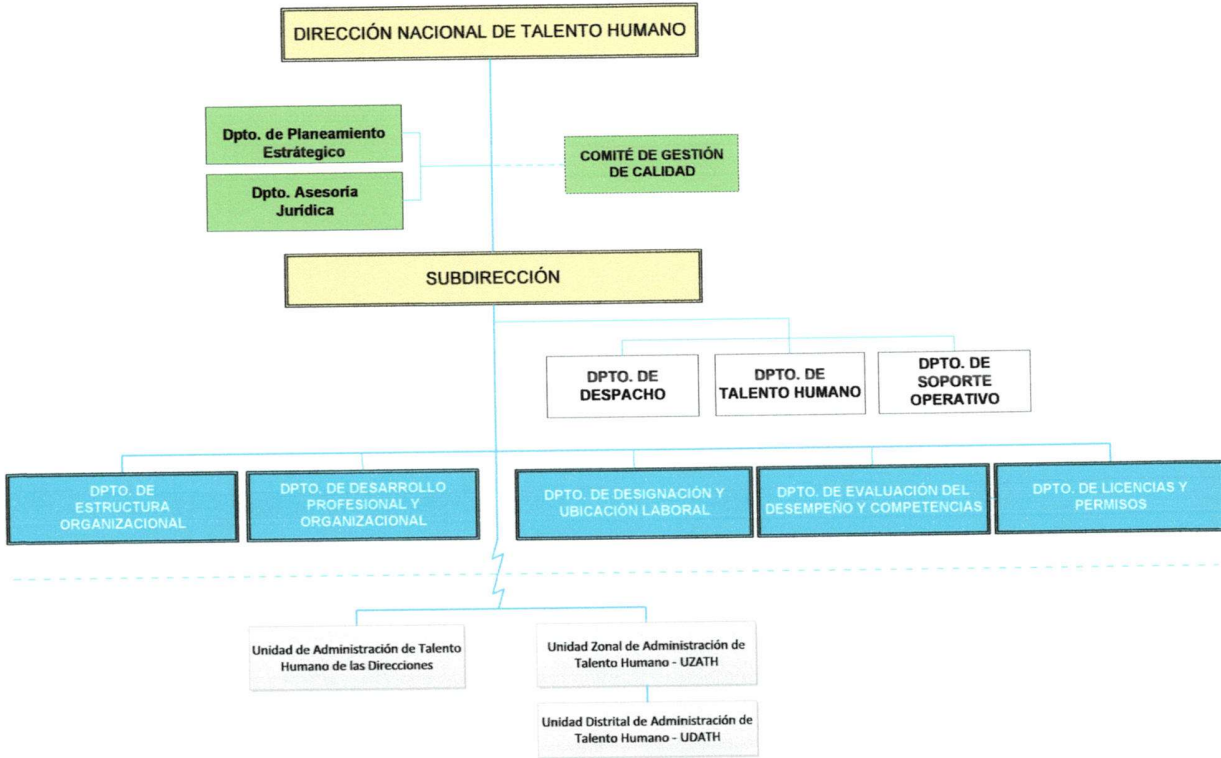 DIRECCIÓN NACIONAL DE TALENTO HUMANO
Dpto. de Planeamiento
Estrátegico
COMITÉ DE GESTIÓN
DE CALIDAD
Dpto. Asesoría
Jurídica
SUBDIRECCIÓN
DPTO. DE
DESPACHO
DPTO. DE
TALENTO HUMANO
DPTO. DE
SOPORTE
OPERATIVO
DPTO. DE
ESTRUCTURA
ORGANIZACIONAL
DPTO. DE DESARROLLO
PROFESIONAL Y
ORGANIZACIONAL
DPTO. DE DESIGNACIÓN Y
UBICACIÓN LABORAL
DPTO. DE EVALUACIÓN DEL
DESEMPEÑO Y COMPETENCIAS
DPTO. DE LICENCIAS Y
PERMISOS
Unidad de Administración de Talento
Humano de las Direcciones
Unidad Zonal de Administración de
Talento Humano - UZATH
Unidad Distrital de Administración de
Talento Humano - UDATH